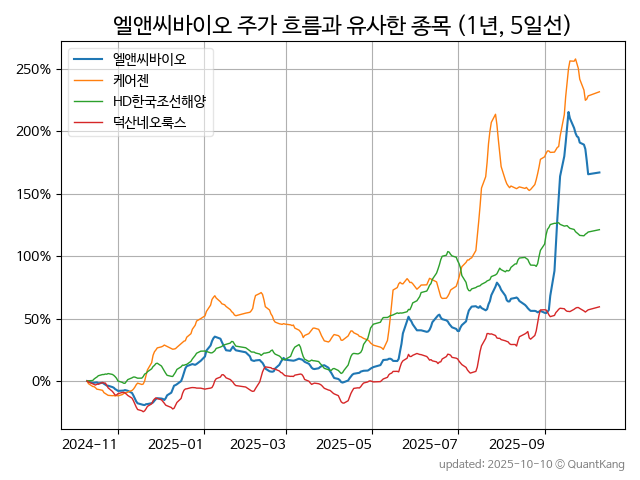 엘앤씨바이오 주가 흐름과 유사한 종목 (1년, 5일선)
엘앤씨바이오
케어젠
HD한국조선해양
덕산네오룩스
250%
200%
150%
100%
50%
0%
2024-11
2025-01
2025-03
2025-05
2025-07
2025-09
updated: 2025-10-10 © QuantKang